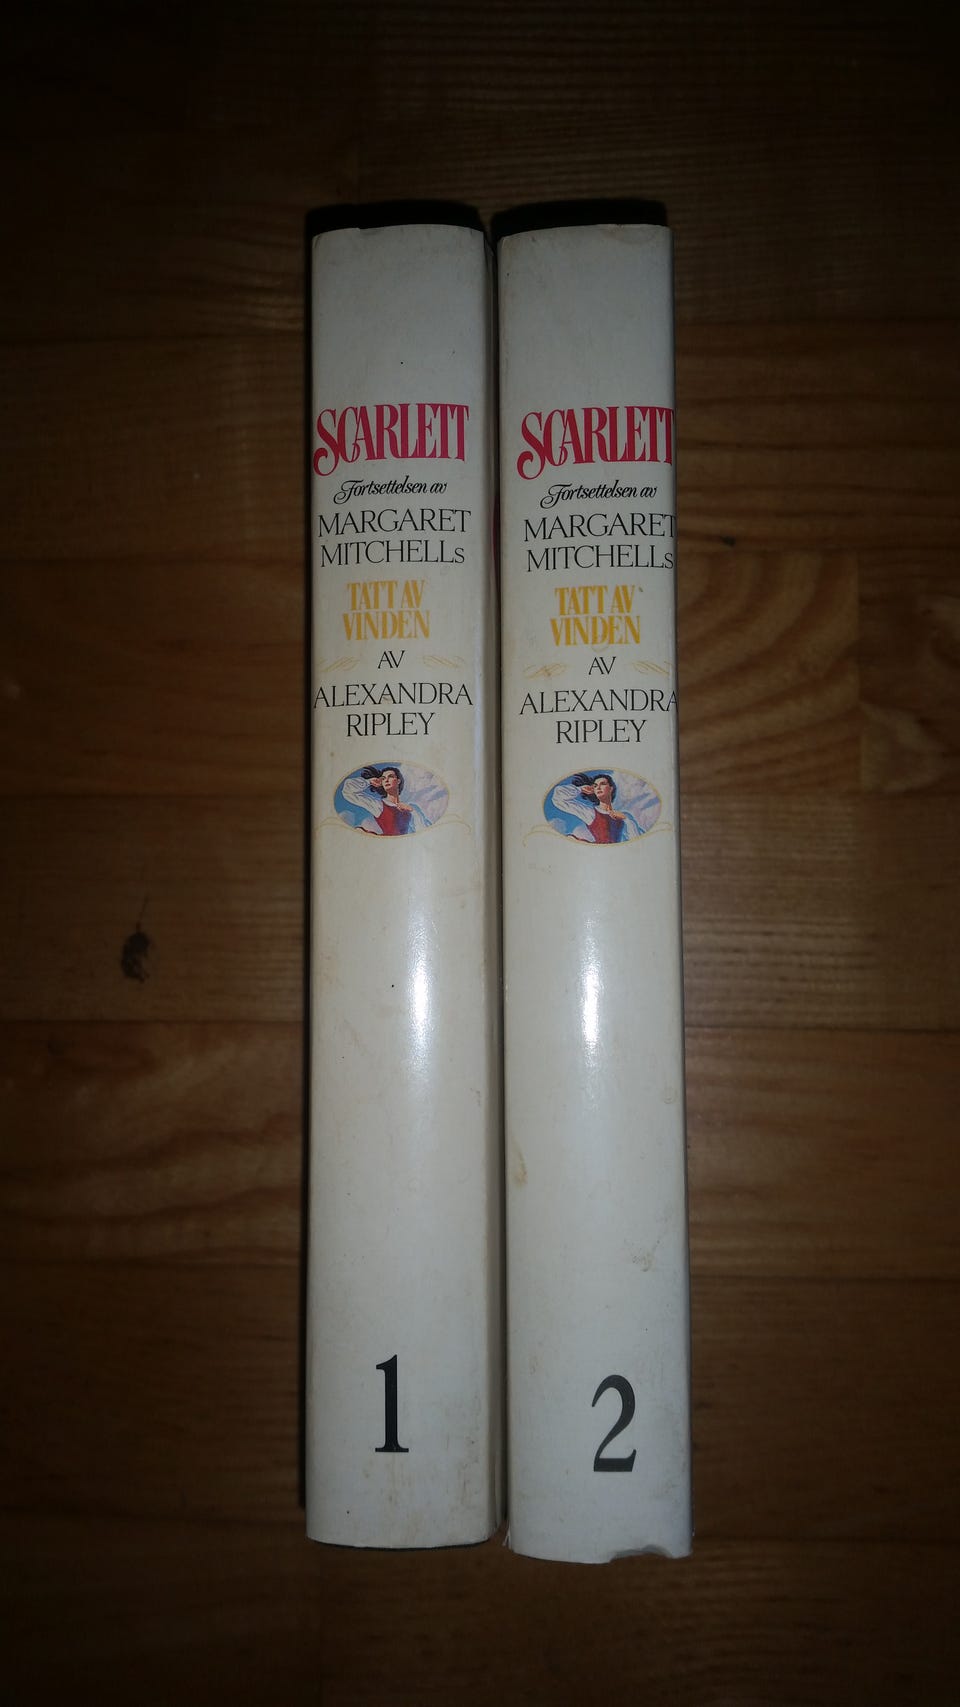 SCARLETT
Fortsettelsen av
MARGARET
MITCHELLs
TATT AV
VINDEN
AV
ALEXANDRA
RIPLEY
1
SCARLETT
Fortsettelsen av
MARGARET
MITCHELLs
TATT AV
VINDEN
AV
ALEXANDRA
RIPLEY
2